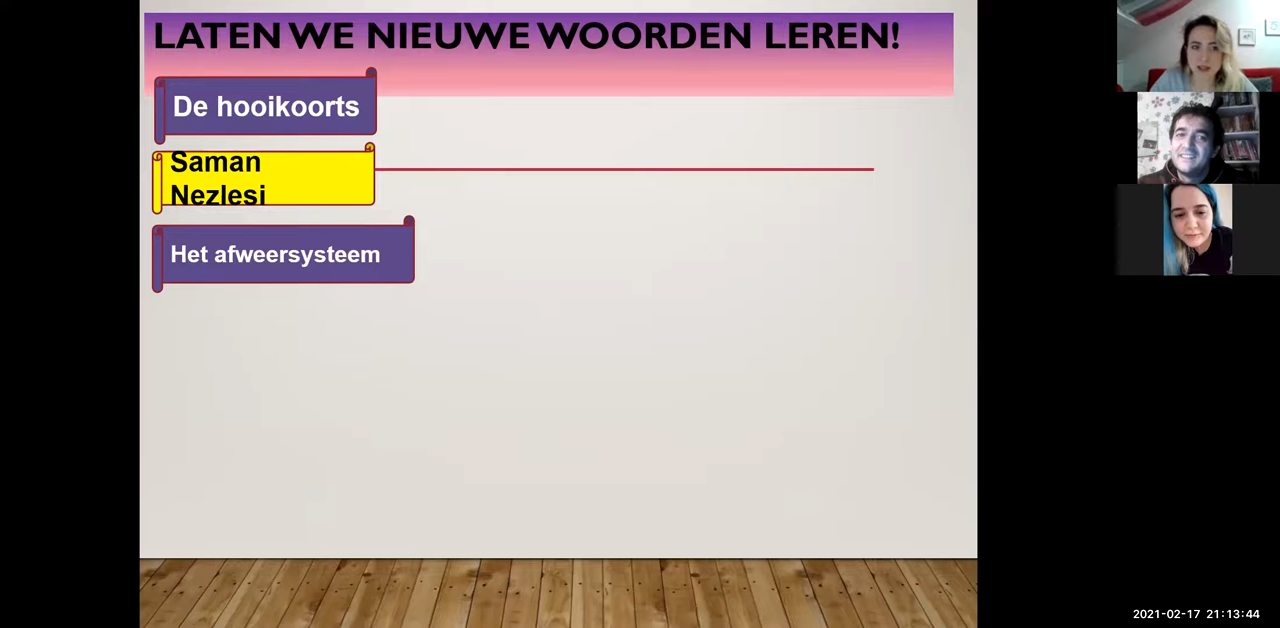 LATEN WE NIEUWE WOORDEN LEREN!
De hooikoorts
Saman
Nezlesi
Het afweersysteem
2021-02-17 21:13:44